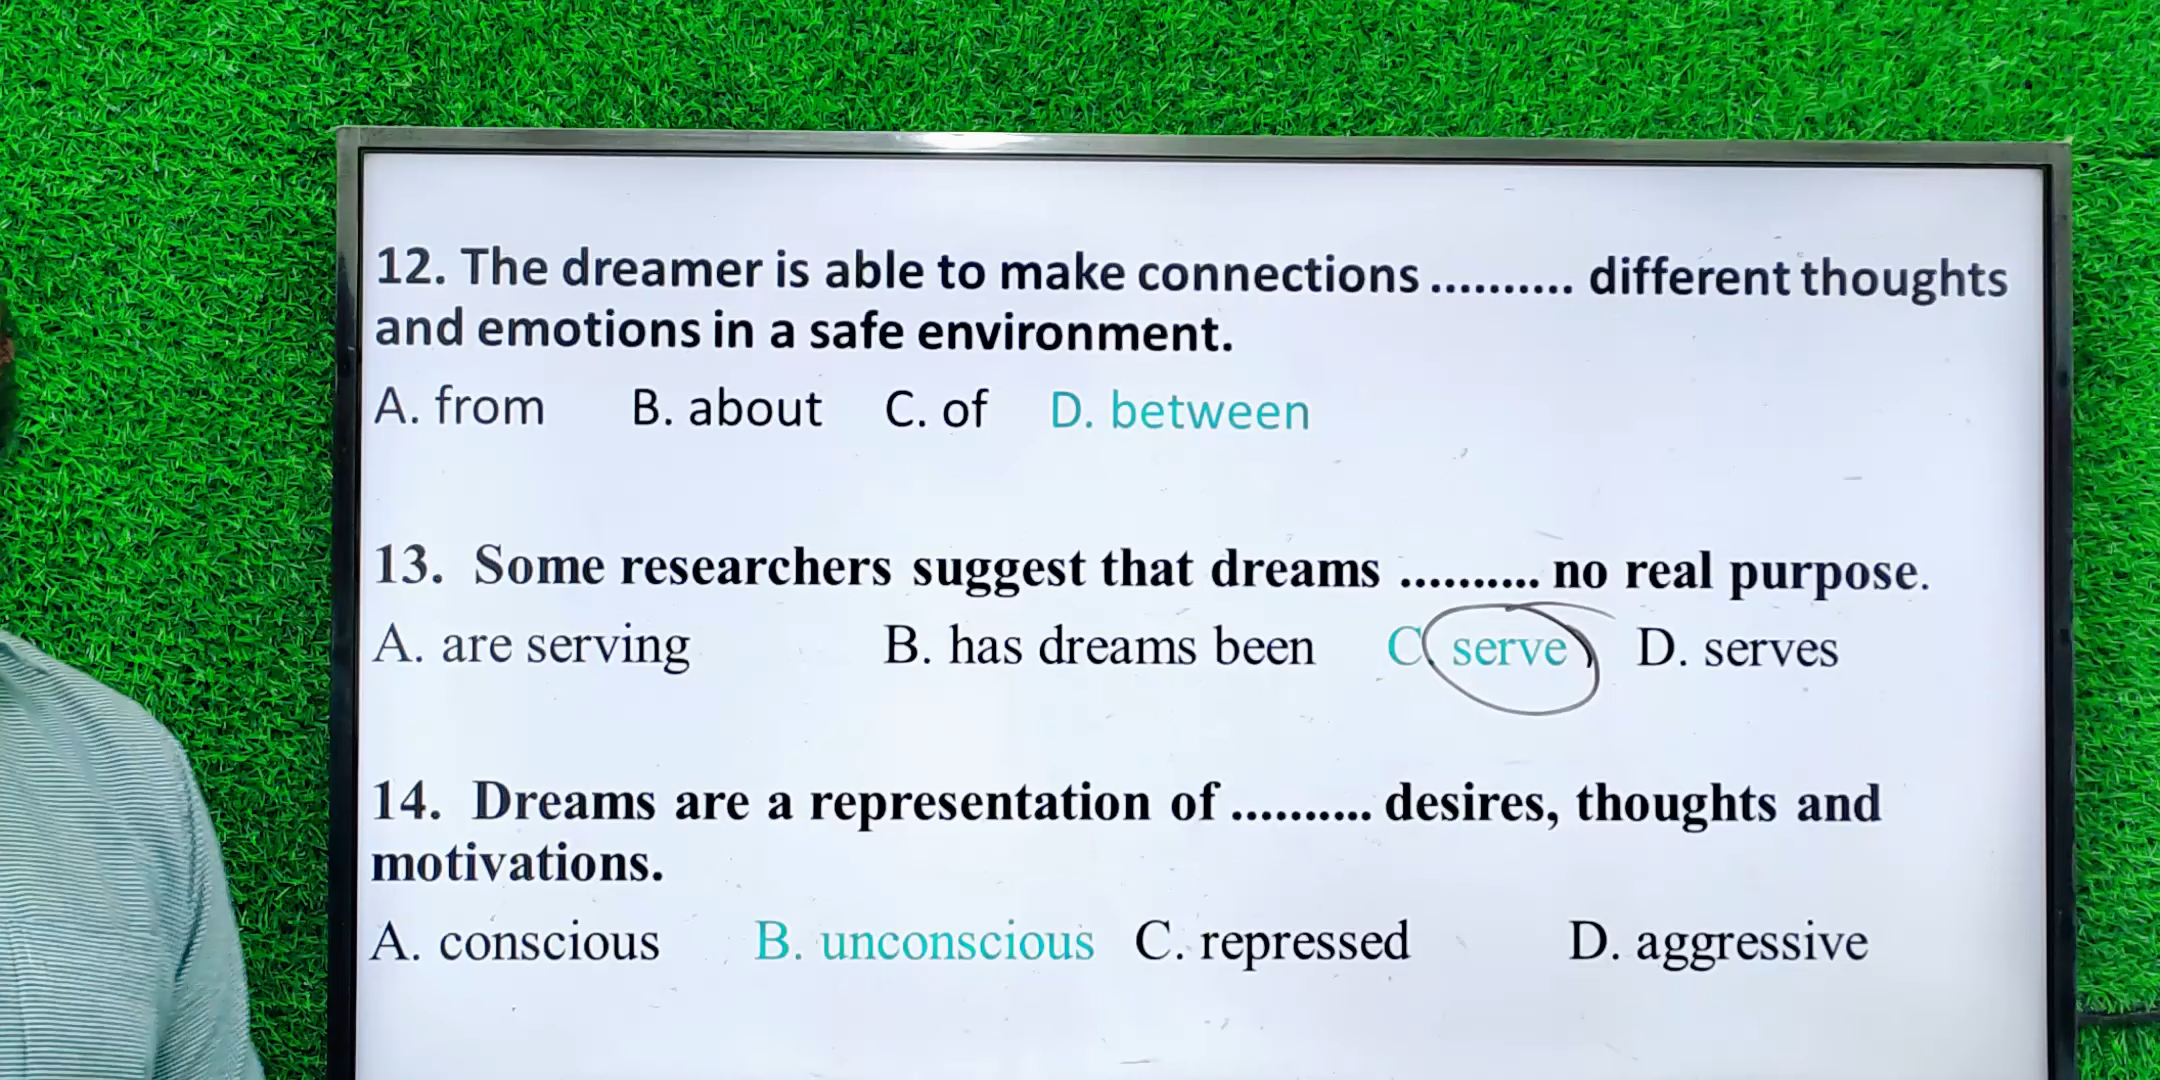 12. The dreamer is able to make connections .......... different thoughts
and emotions in a safe environment.
A. from B. about C. of D. between
13. Some researchers suggest that dreams .......... no real purpose.
A. are serving B. has dreams been C. serve D. serves
14. Dreams are a representation of .......... desires, thoughts and
motivations.
A. conscious B. unconscious C. repressed D. aggressive